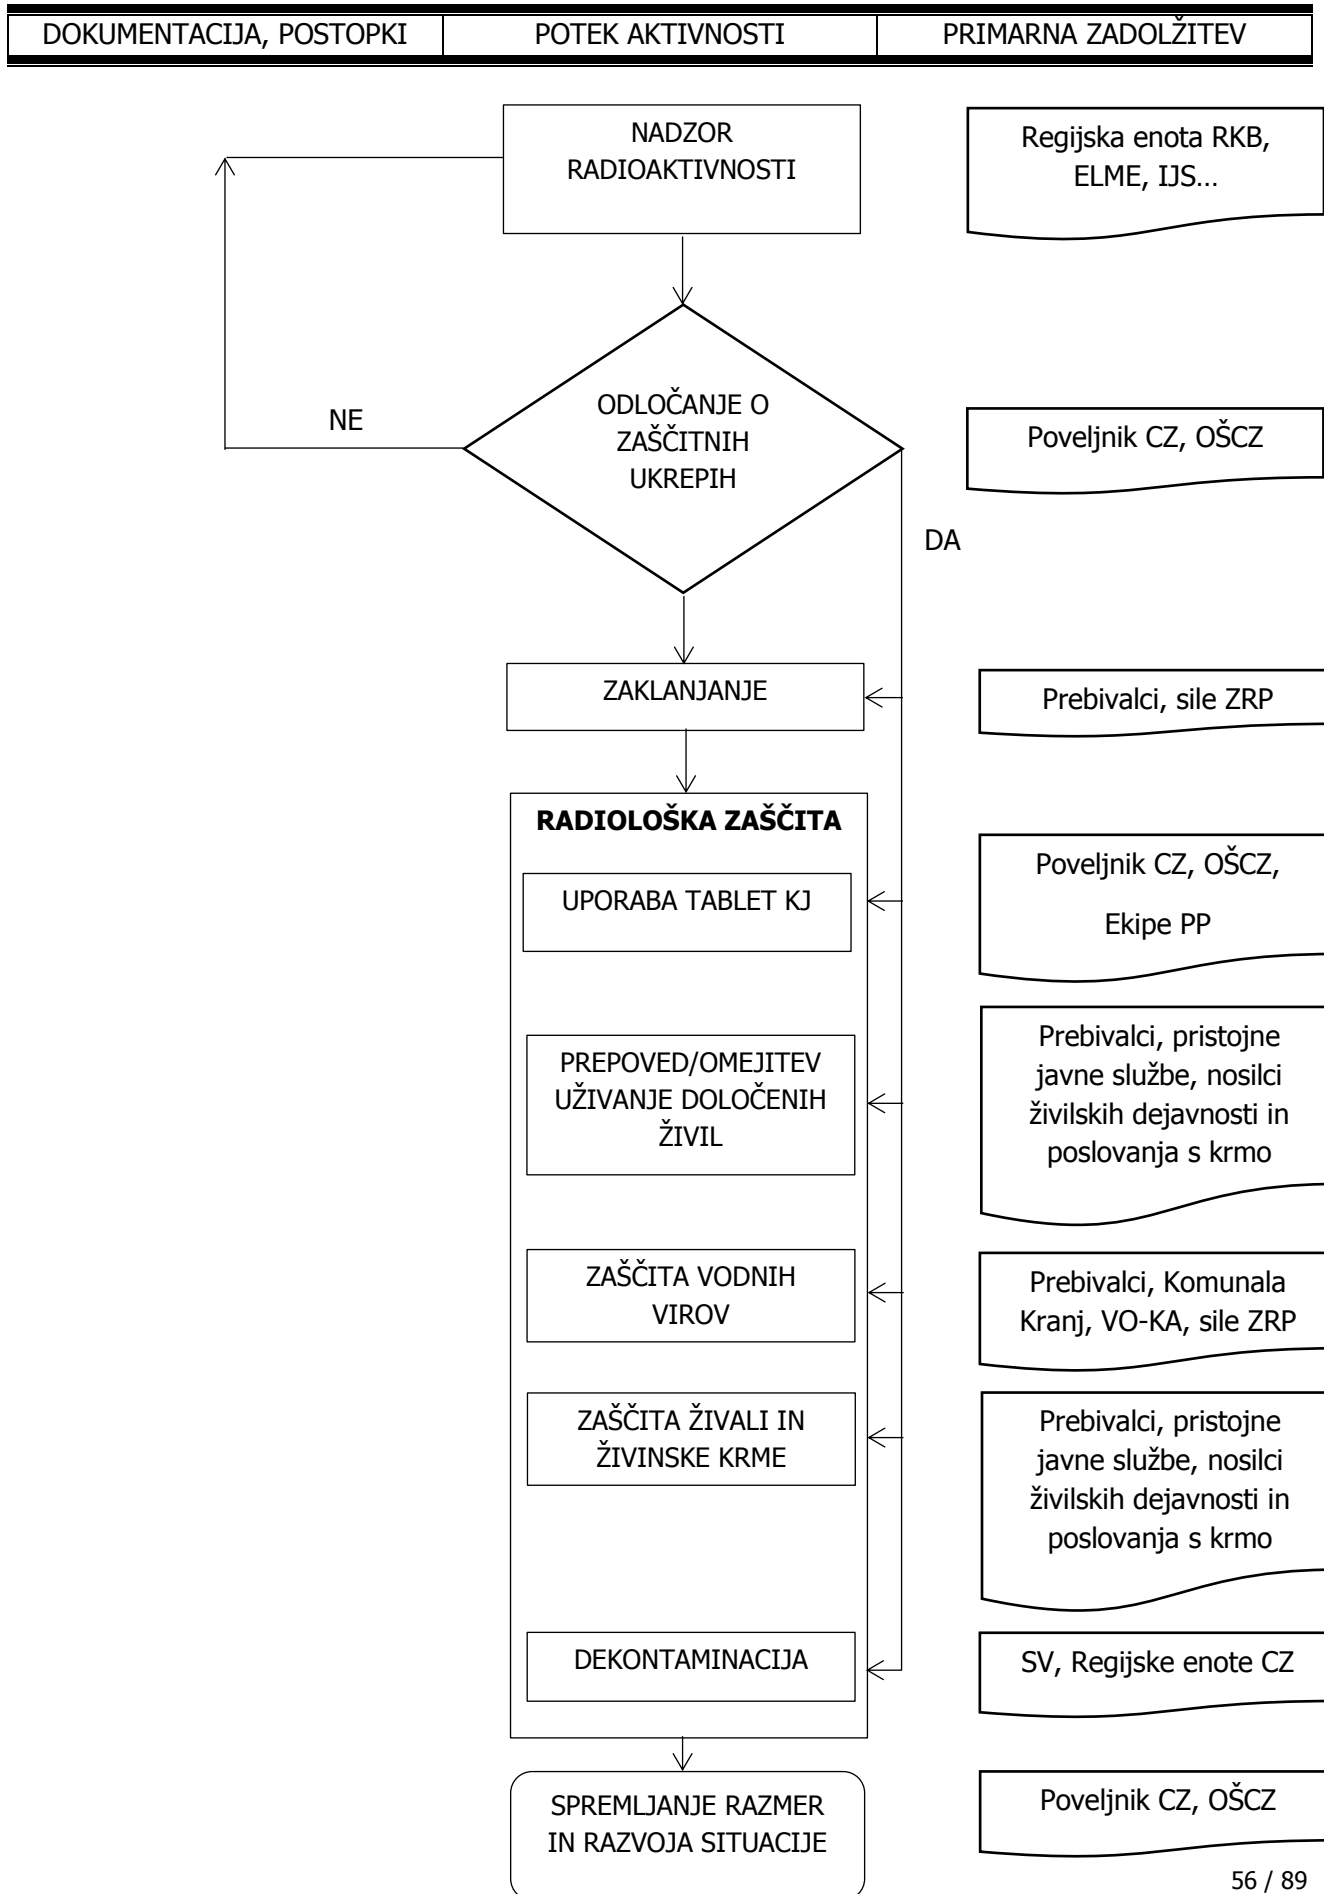 DOKUMENTACIJA, POSTOPKI
POTEK AKTIVNOSTI
PRIMARNA ZADOLŽITEV
NADZOR
RADIOAKTIVNOSTI
Regijska enota RKB,
ELME, IJS…
NE
ODLOČANJE O
ZAŠČITNIH
UKREPIH
Poveljnik CZ, OŠCZ
DA
ZAKLANJANJE
Prebivalci, sile ZRP
RADIOLOŠKA ZAŠČITA
UPORABA TABLET KJ
Poveljnik CZ, OŠCZ,
Ekipe PP
PREPOVED/OMEJITEV
UŽIVANJE DOLOČENIH
ŽIVIL
Prebivalci, pristojne
javne službe, nosilci
živilskih dejavnosti in
poslovanja s krmo
ZAŠČITA VODNIH
VIROV
Prebivalci, Komunala
Kranj, VO-KA, sile ZRP
ZAŠČITA ŽIVALI IN
ŽIVINSKE KRME
Prebivalci, pristojne
javne službe, nosilci
živilskih dejavnosti in
poslovanja s krmo
DEKONTAMINACIJA
SV, Regijske enote CZ
SPREMLJANJE RAZMER
IN RAZVOJA SITUACIJE
Poveljnik CZ, OŠCZ
56 / 89